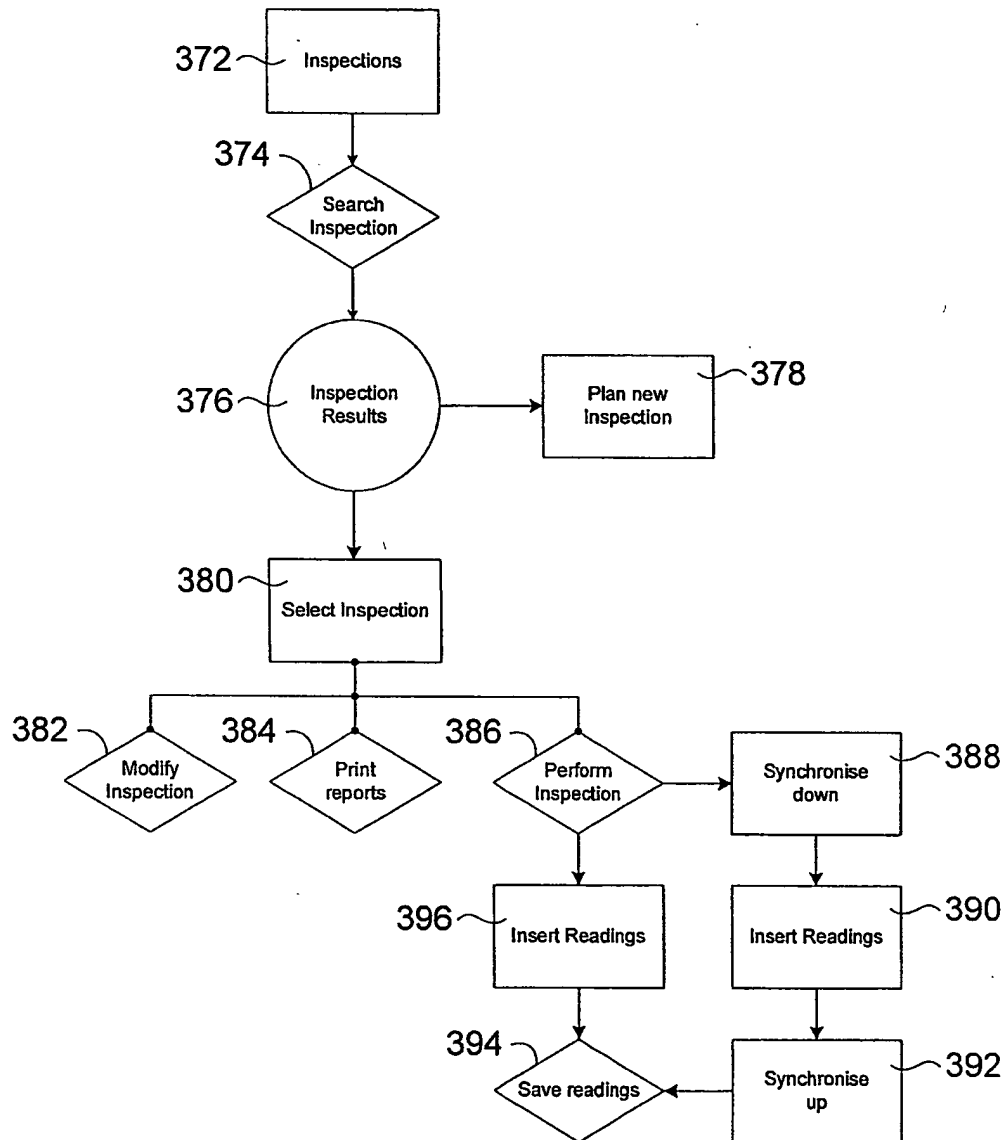 372
Inspections
374
Search
Inspection
376
Inspection
Results
378
Plan new
Inspection
380
Select Inspection
382
Modify
Inspection
384
Print
reports
386
Perform
Inspection
388
Synchronise
down
396
Insert Readings
390
Insert Readings
394
Save readings
392
Synchronise
up